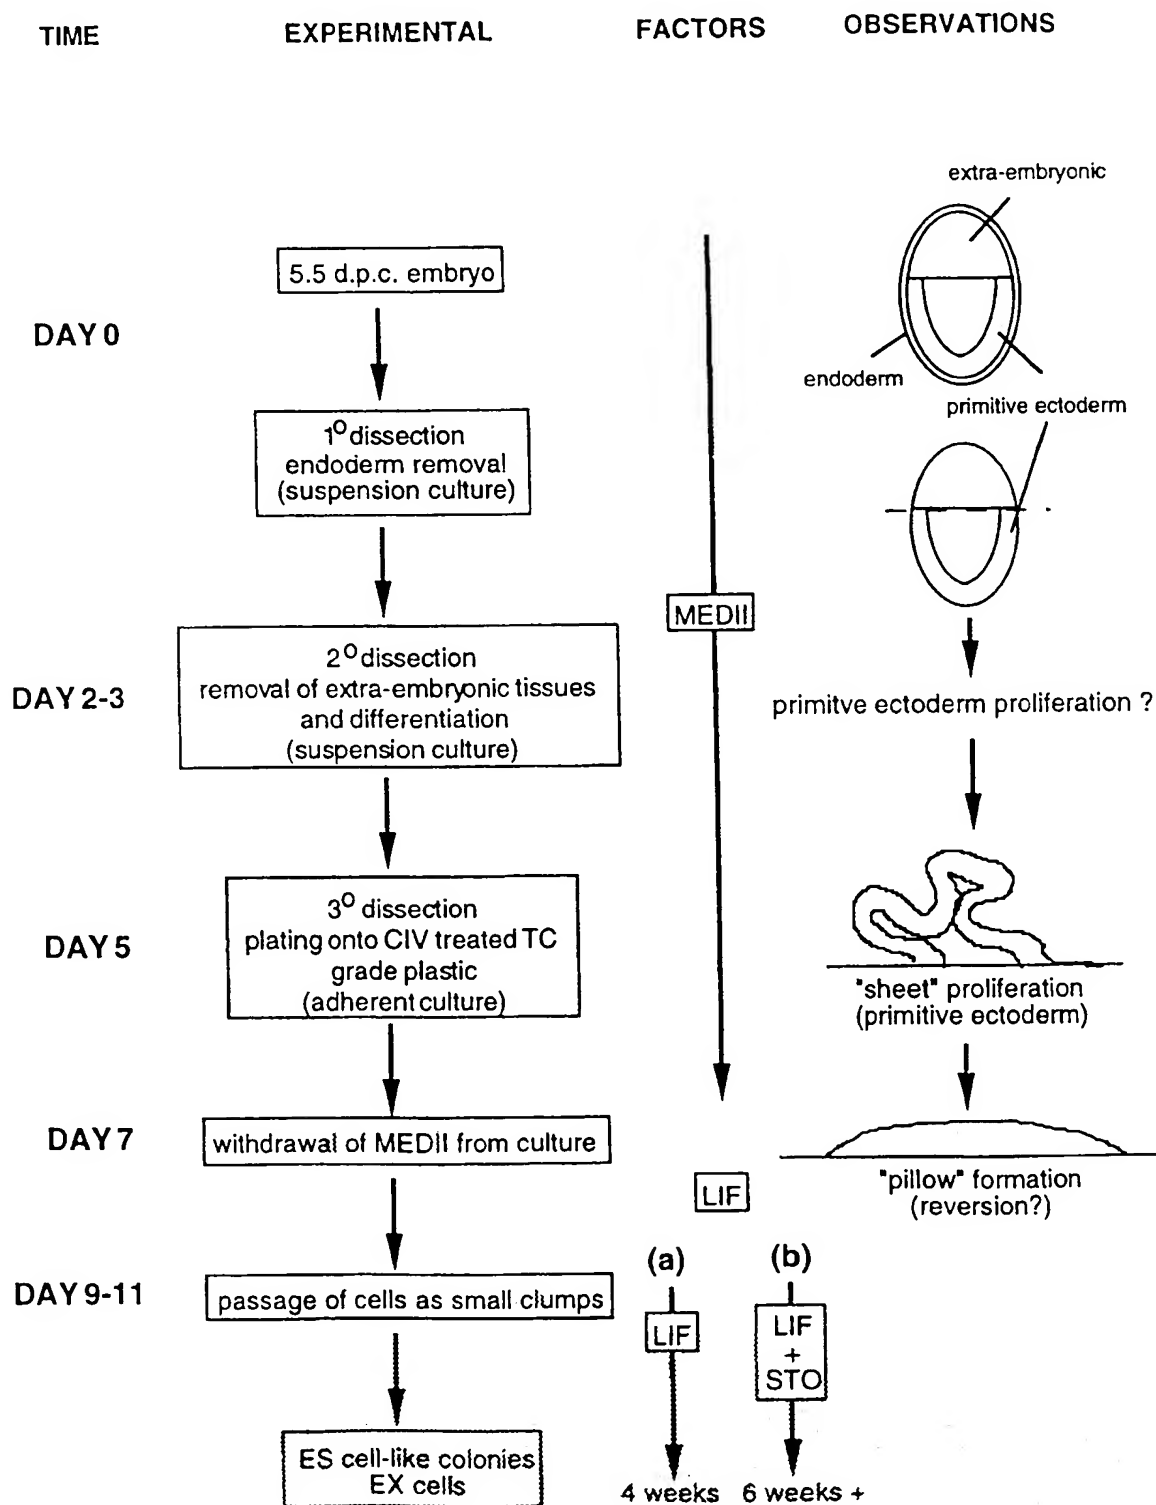 TIME EXPERIMENTAL FACTORS OBSERVATIONS
extra-embryonic
5.5 d.p.c. embryo
DAY 0
endoderm
primitive ectoderm
1º dissection
endoderm removal
(suspension culture)
MEDII
2º dissection
removal of extra-embryonic tissues
and differentiation
(suspension culture)
DAY 2-3
primitve ectoderm proliferation ?
3º dissection
plating onto CIV treated TC
grade plastic
(adherent culture)
DAY 5
"sheet" proliferation
(primitive ectoderm)
DAY 7
withdrawal of MEDII from culture
"pillow" formation
(reversion?)
LIF
(a) (b)
DAY 9-11
passage of cells as small clumps
LIF
LIF
+
STO
ES cell-like colonies
EX cells
4 weeks 6 weeks +